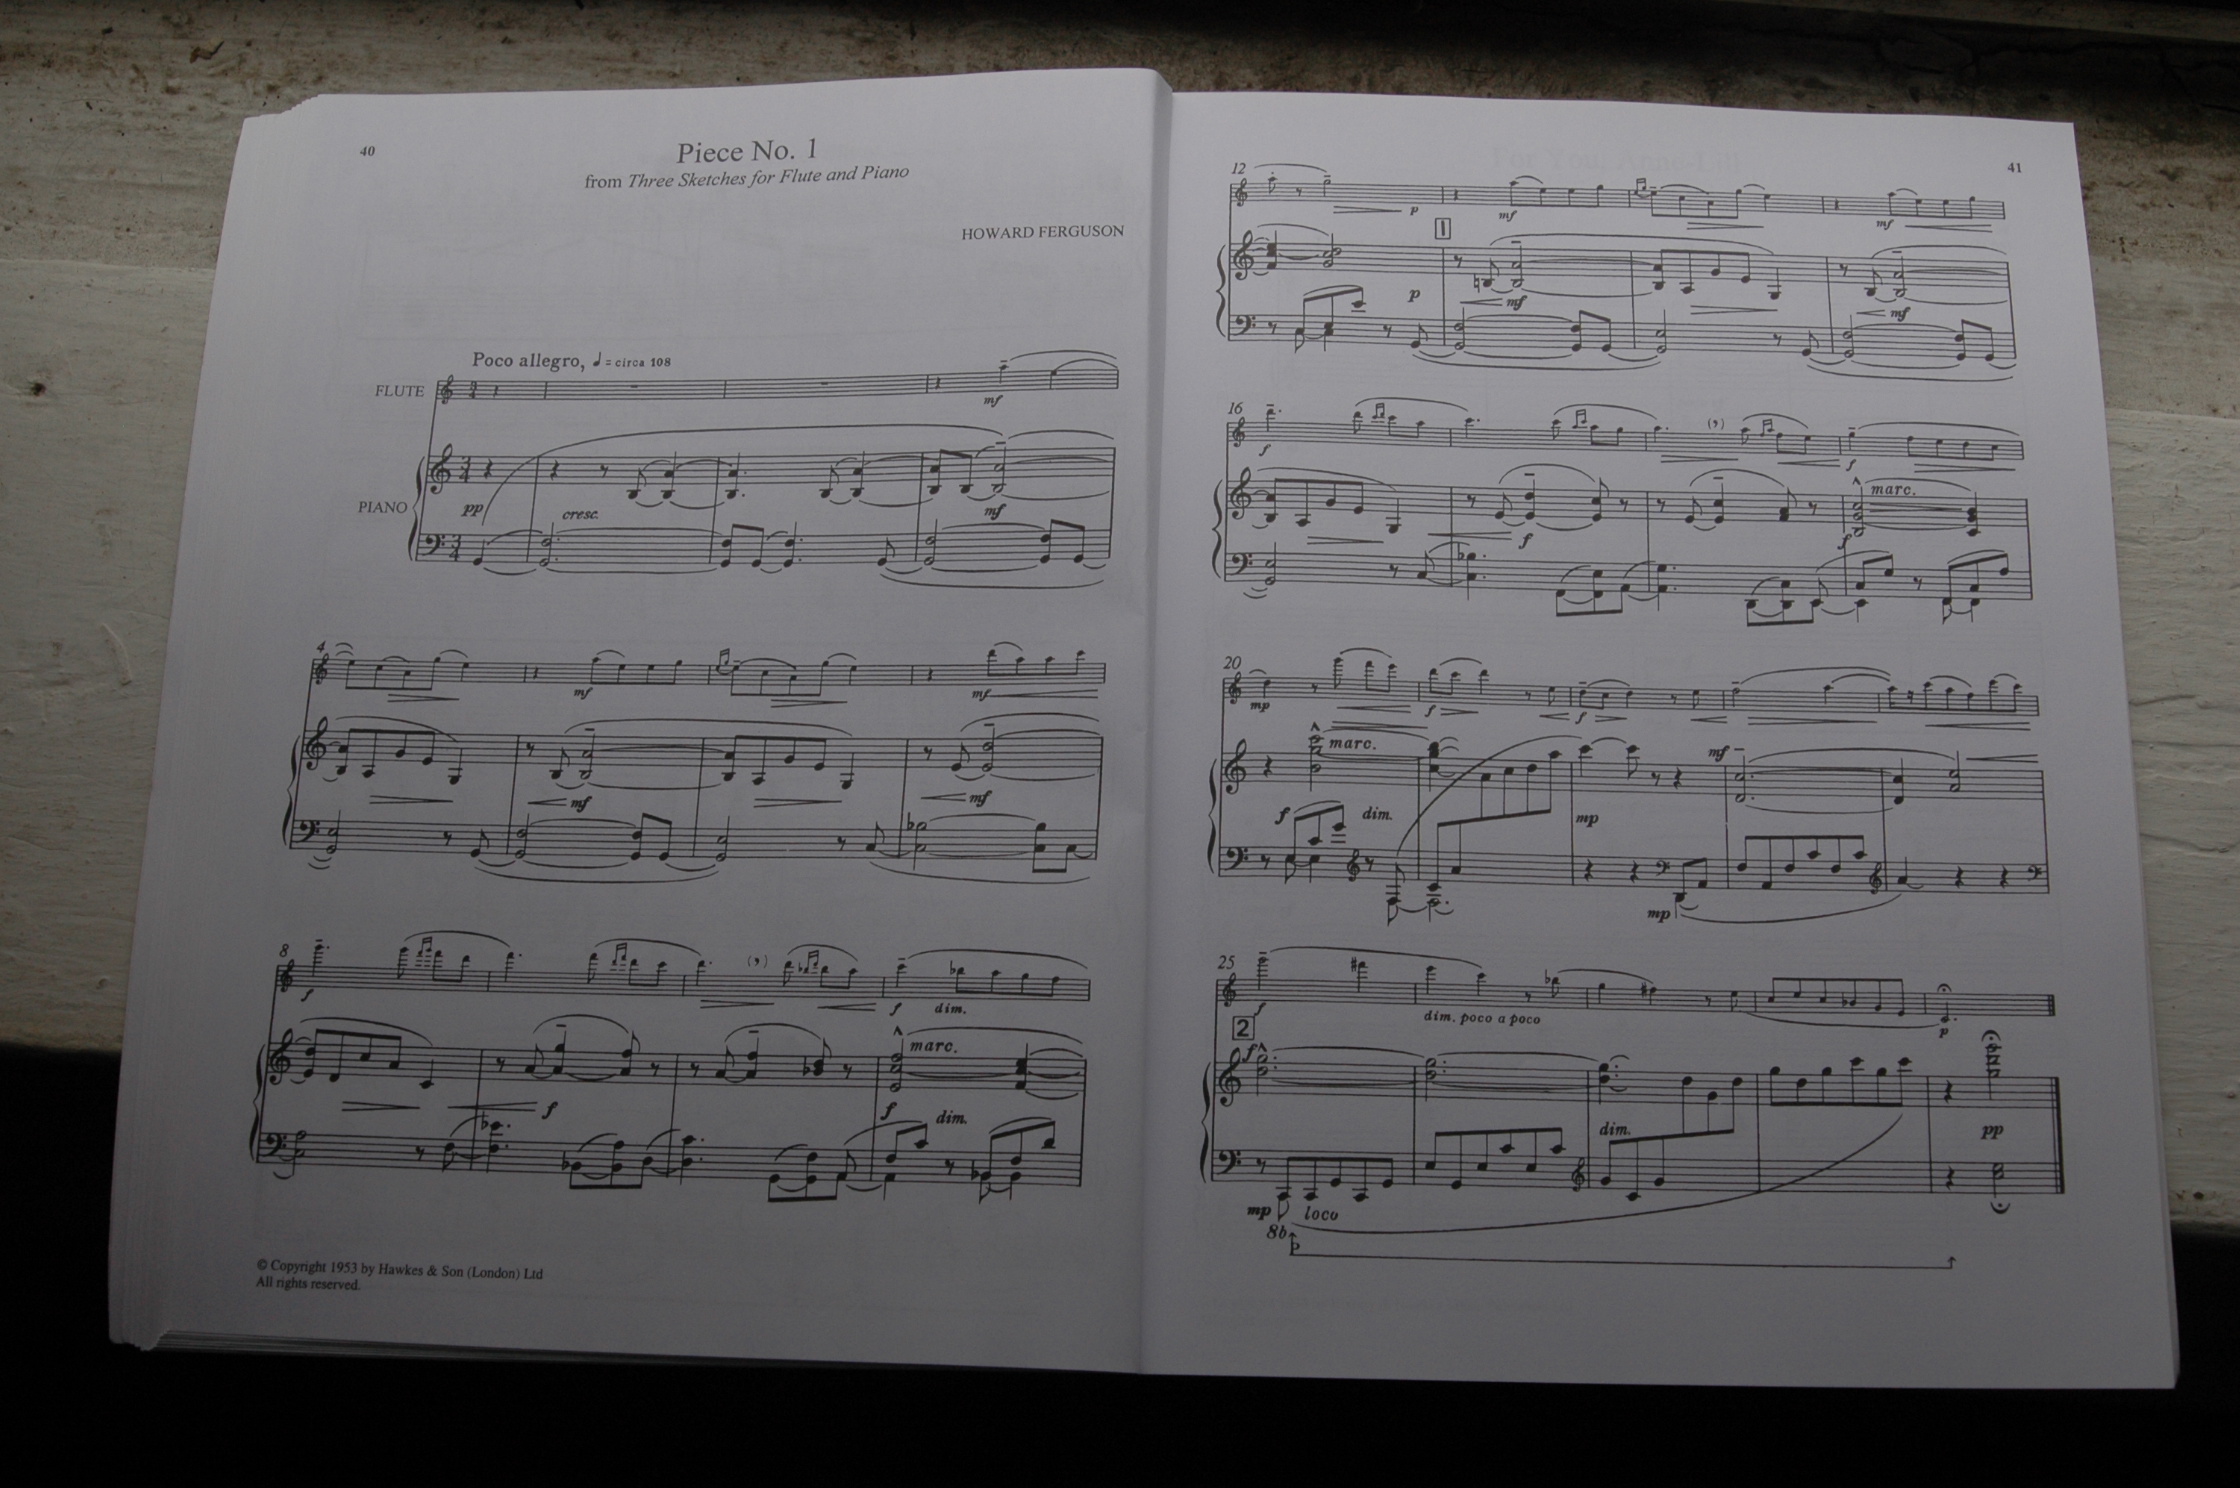 40
Piece No. 1
from Three Sketches for Flute and Piano
HOWARD FERGUSON
Poco allegro, ♩ = circa 108
FLUTE
mf
PIANO
pp
cresc.
mf
4
mf
mf
mf
mf
8
f
f
dim.
marc.
f
f
dim.
© Copyright 1953 by Hawkes & Son (London) Ltd
All rights reserved.
41
12
p
mf
mf
1
p
mf
mf
16
f
f
marc.
f
f
20
mp
f
f
marc.
mf
f
dim.
mp
mp
25
f
dim. poco a poco
p
2
f
dim.
pp
mp
loco
8b